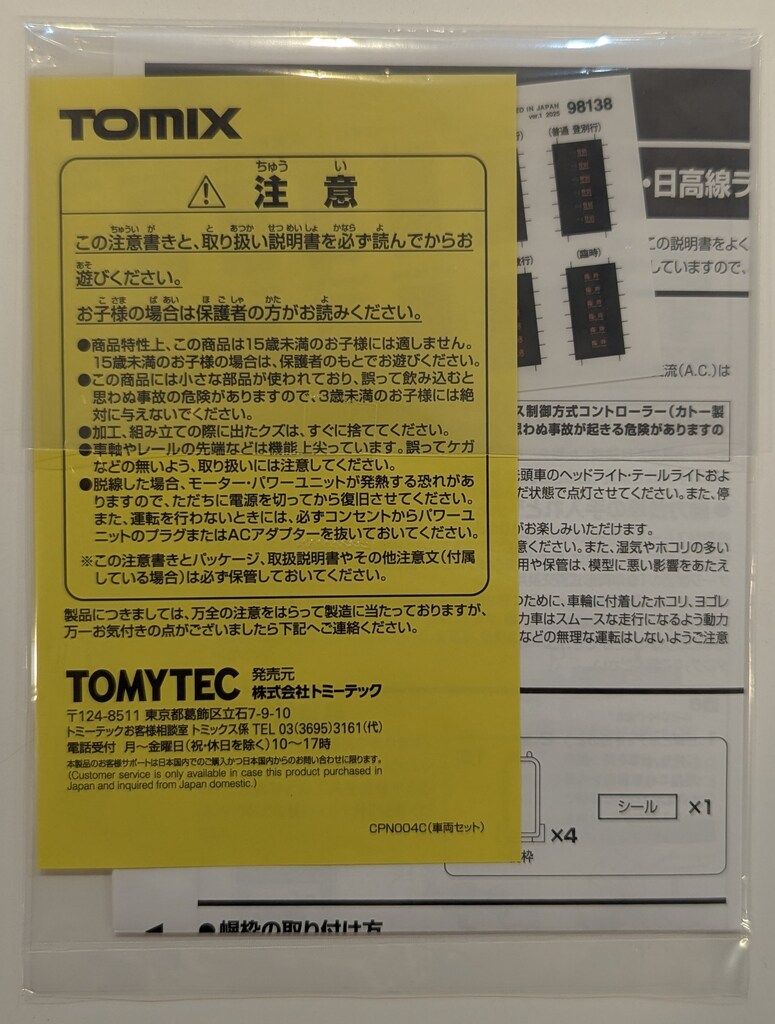 TOMIX
ちゅう い
注 意
ちゅうい が と あつか せつ めい しょ かなら よ
この注意書きと、取り扱い説明書を必ず読んでからお
あそ
遊びください。
こ さま ば あい ほ ご しゃ かた よ
お子様の場合は保護者の方がお読みください。
●商品特性上、この商品は15歳未満のお子様には適しません。
15歳未満のお子様の場合は、保護者のもとでお遊びください。
●この商品には小さな部品が使われており、誤って飲み込むと
思わぬ事故の危険がありますので、3歳未満のお子様には絶
対に与えないでください。
●加工、組み立ての際に出たクズは、すぐに捨ててください。
●車軸やレールの先端などは機能上尖っています。誤ってケガ
などの無いよう、取り扱いには注意してください。
●脱線した場合、モーター・パワーユニットが発熱する恐れがあ
りますので、ただちに電源を切ってから復旧させてください。
また、運転を行わないときには、必ずコンセントからパワーユ
ニットのプラグまたはACアダプターを抜いておいてください。
※この注意書きとパッケージ、取扱説明書やその他注意文(付属
している場合)は必ず保管しておいてください。
製品につきましては、万全の注意をはらって製造に当たっておりますが、
万一お気付きの点がございましたら下記へご連絡ください。
TOMYTEC 発売元
株式会社トミーテック
〒124-8511 東京都葛飾区立石7-9-10
トミーテックお客様相談室 トミックス係 TEL 03(3695)3161(代)
電話受付 月～金曜日(祝・休日を除く)10～17時
本製品のお客様サポートは日本国内でのご購入かつ日本国内からのお問い合わせに限ります。
(Customer service is only available in case this product purchased in
Japan and inquired from Japan domestic.)
CPN004C(車両セット)
ED IN JAPAN 98138
ver.1 2025
(普通 登別行)
(臨時)
・日高線ラ
この説明書をよく
していますので、
流(A.C.)は
ス制御方式コントローラー(カトー製
思わぬ事故が起きる危険がありますの
先頭車のヘッドライト・テールライトおよ
だ状態で点灯させてください。また、停
がお楽しみいただけます。
意ください。また、湿気やホコリの多い
用や保管は、模型に悪い影響をあたえ
のために、車輪に付着したホコリ、ヨゴレ
力車はスムースな走行になるよう動力
などの無理な運転はしないようご注意
シール ×1
×4
枠
●幌枠の取り付け方